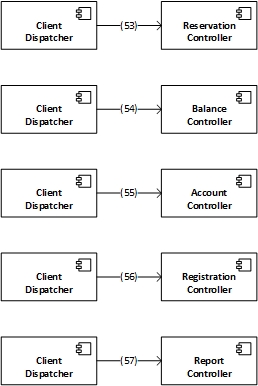 Client
Dispatcher
(53)
Reservation
Controller
Client
Dispatcher
(54)
Balance
Controller
Client
Dispatcher
(55)
Account
Controller
Client
Dispatcher
(56)
Registration
Controller
Client
Dispatcher
(57)
Report
Controller